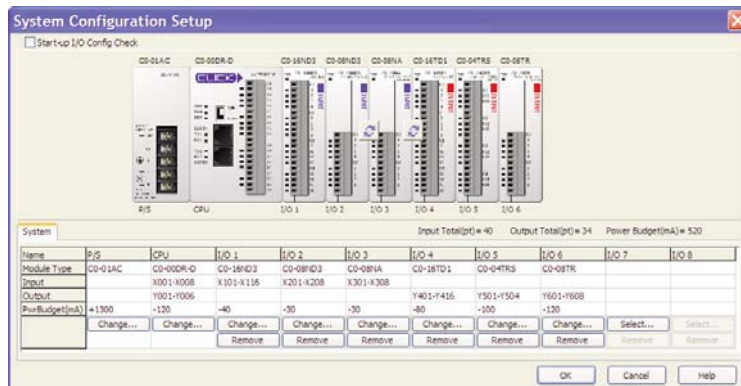 System Configuration Setup
Start-up I/O Config Check
C0-01AC C0-00DR-D C0-16ND3 C0-08ND3 C0-08NA C0-16TD1 C0-04TRS C0-08TR
CLICK
P/S CPU I/O 1 I/O 2 I/O 3 I/O 4 I/O 5 I/O 6
System
Input Total(pt)= 40 Output Total(pt)= 34 Power Budget(mA)= 520
Name P/S CPU I/O 1 I/O 2 I/O 3 I/O 4 I/O 5 I/O 6 I/O 7 I/O 8
Module Type C0-01AC C0-00DR-D C0-16ND3 C0-08ND3 C0-08NA C0-16TD1 C0-04TRS C0-08TR
Input X001-X008 X101-X116 X201-X208 X301-X308
Output Y001-Y006 Y401-Y416 Y501-Y504 Y601-Y608
PwrBudget(mA) +1300 -120 -40 -30 -30 -80 -100 -120
Change... Change... Change... Change... Change... Change... Change... Change... Select... Select...
Remove Remove Remove Remove Remove Remove Remove Remove
OK Cancel Help